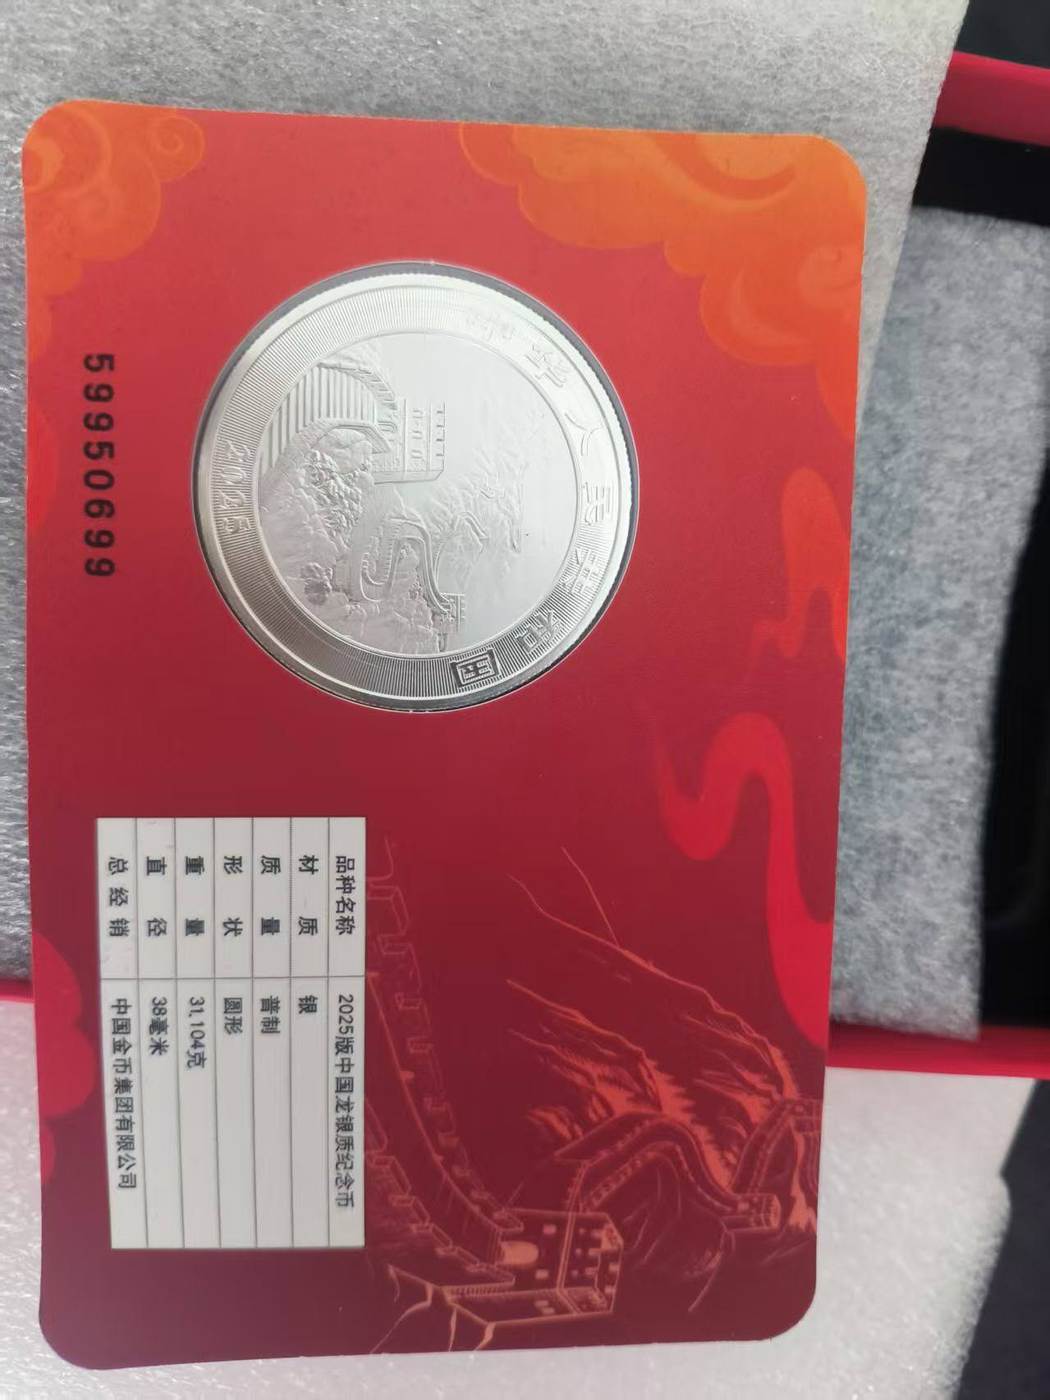 中华人民共和国
2025
59950699
品种名称 2025版中国龙银质纪念币
材质 银
质量 普制
形状 圆形
重量 31.104克
直径 38毫米
总经销 中国金币集团有限公司